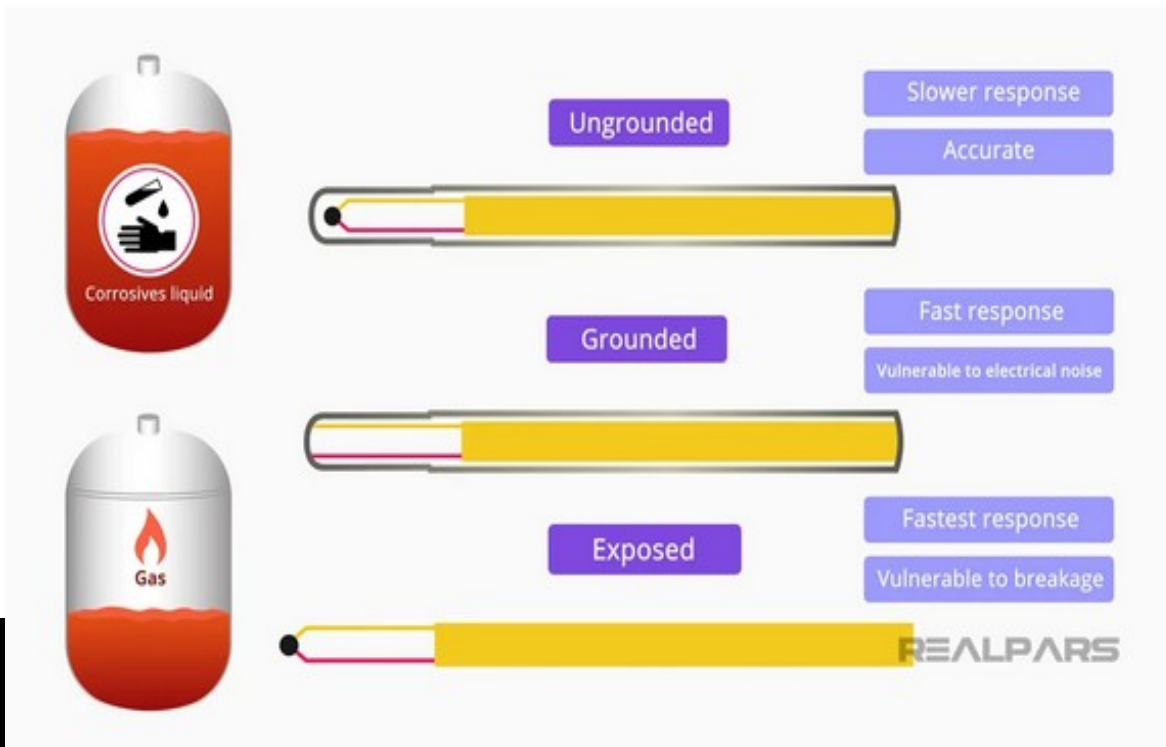 Ungrounded
Slower response
Accurate
Corrosives liquid
Grounded
Fast response
Vulnerable to electrical noise
Gas
Exposed
Fastest response
Vulnerable to breakage
REALPARS